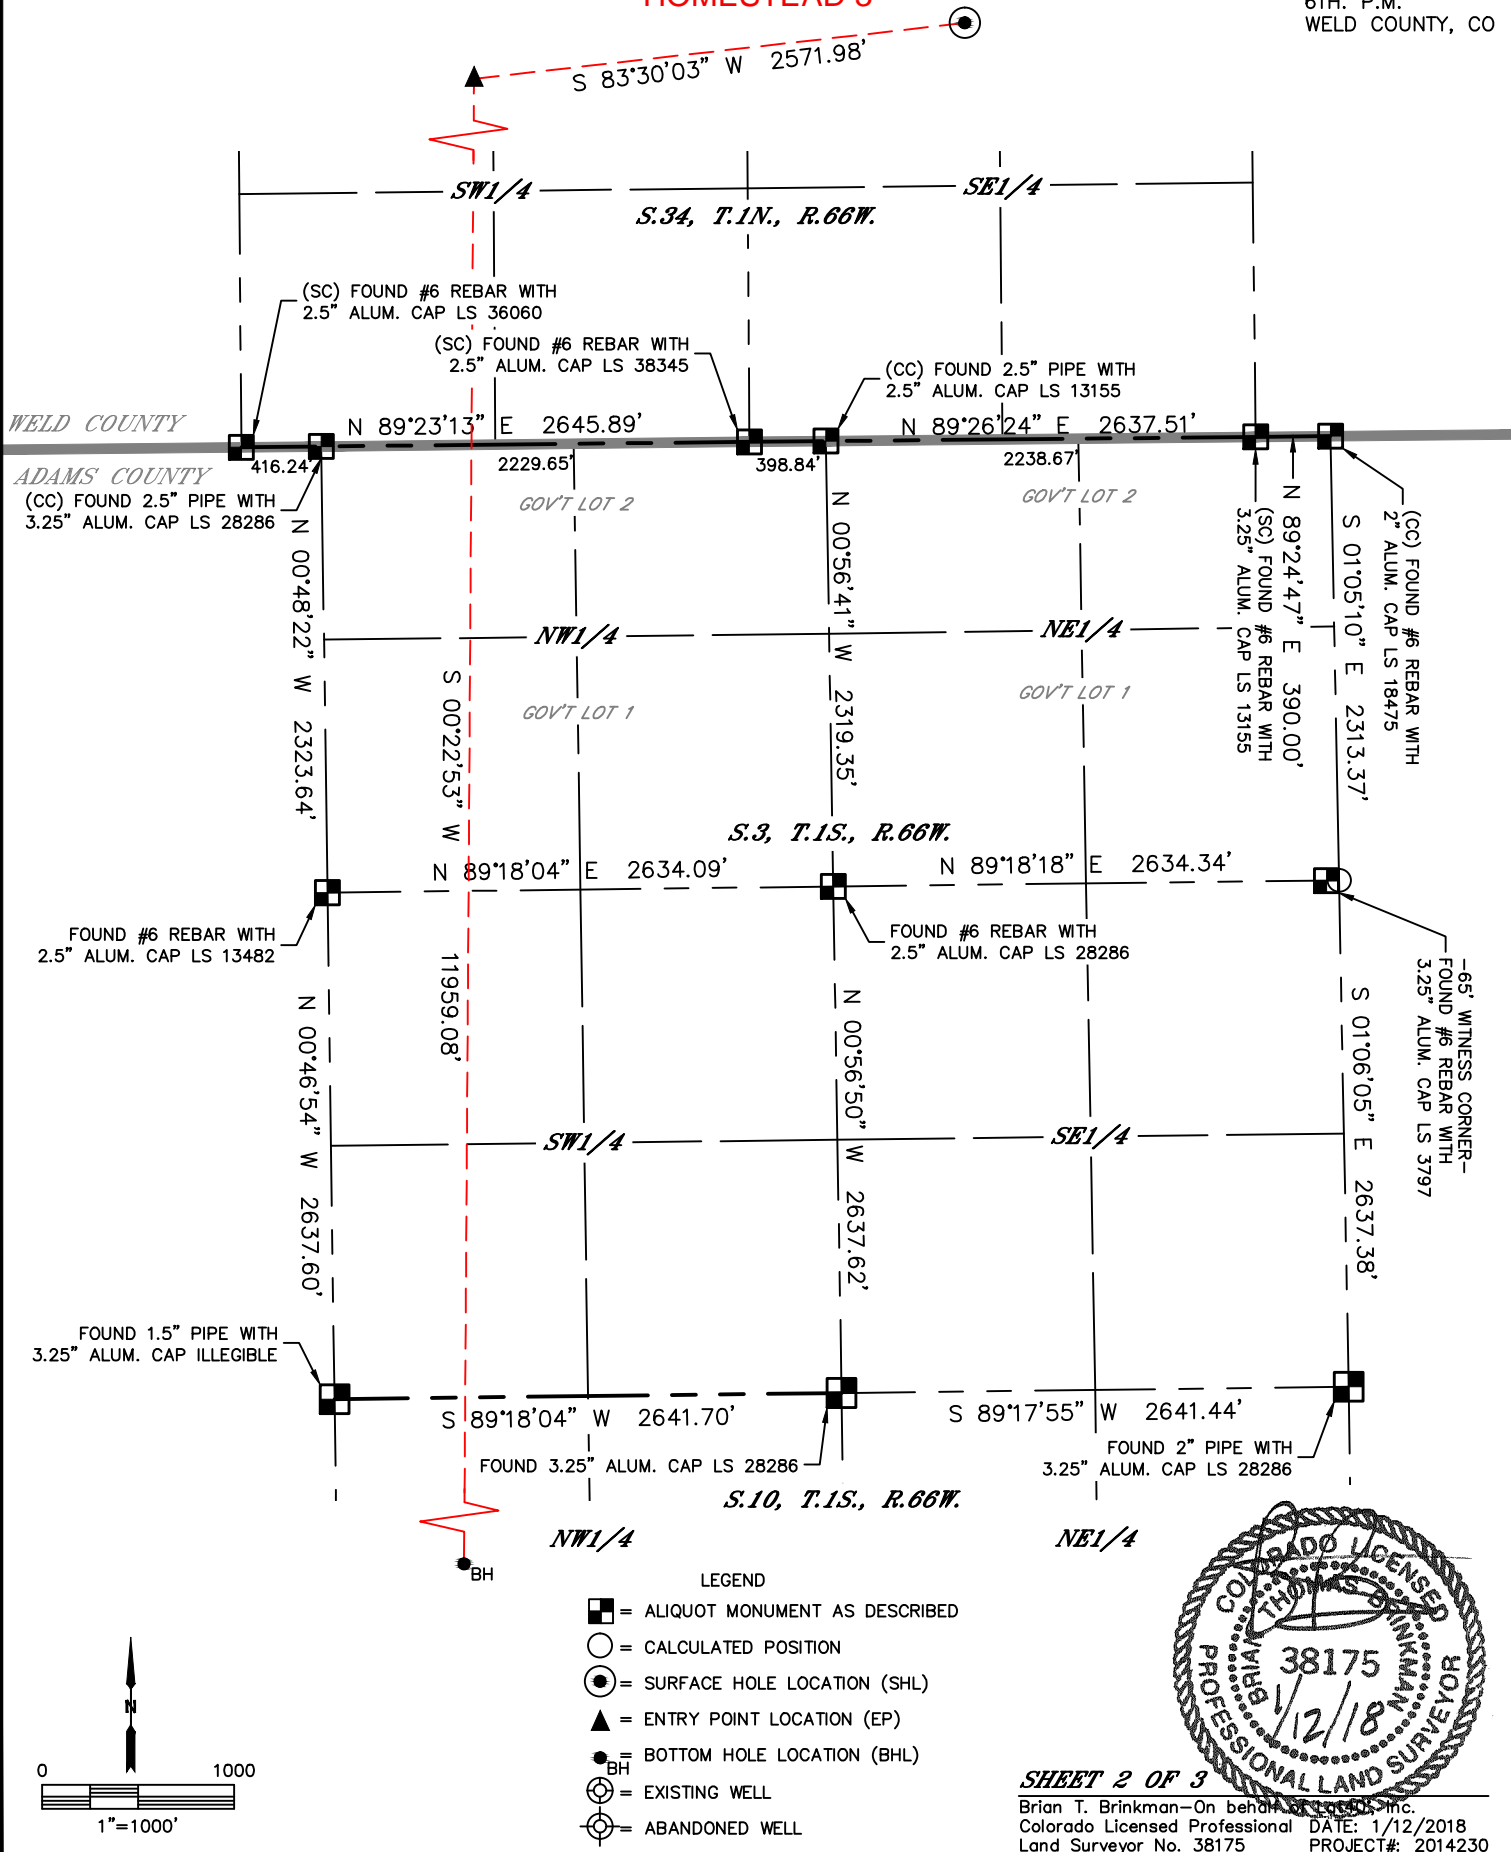 6TH. P.M.
WELD COUNTY, CO
S 83°30'03" W 2571.98'
SW1/4
SE1/4
S.34, T.1N., R.66W.
(SC) FOUND #6 REBAR WITH
2.5" ALUM. CAP LS 36060
(SC) FOUND #6 REBAR WITH
2.5" ALUM. CAP LS 38345
(CC) FOUND 2.5" PIPE WITH
2.5" ALUM. CAP LS 13155
WELD COUNTY
N 89°23'13" E 2645.89'
N 89°26'24" E 2637.51'
ADAMS COUNTY
416.24'
2229.65'
398.84'
2238.67'
(CC) FOUND 2.5" PIPE WITH
3.25" ALUM. CAP LS 28286
GOV'T LOT 2
GOV'T LOT 2
N 00°48'22" W 2323.64'
N 00°56'41" W 2319.35'
(SC) FOUND #6 REBAR WITH
3.25" ALUM. CAP LS 13155
N 89°24'47" E 390.00'
S 01°05'10" E 2313.37'
(CC) FOUND #6 REBAR WITH
2" ALUM. CAP LS 18475
NW1/4
NE1/4
GOV'T LOT 1
GOV'T LOT 1
S 00°22'53" W 11959.08'
S.3, T.1S., R.66W.
N 89°18'04" E 2634.09'
N 89°18'18" E 2634.34'
FOUND #6 REBAR WITH
2.5" ALUM. CAP LS 13482
FOUND #6 REBAR WITH
2.5" ALUM. CAP LS 28286
-65' WITNESS CORNER-
FOUND #6 REBAR WITH
3.25" ALUM. CAP LS 3797
N 00°46'54" W 2637.60'
N 00°56'50" W 2637.62'
S 01°06'05" E 2637.38'
SW1/4
SE1/4
FOUND 1.5" PIPE WITH
3.25" ALUM. CAP ILLEGIBLE
S 89°18'04" W 2641.70'
S 89°17'55" W 2641.44'
FOUND 3.25" ALUM. CAP LS 28286
FOUND 2" PIPE WITH
3.25" ALUM. CAP LS 28286
S.10, T.1S., R.66W.
NW1/4
NE1/4
BH
LEGEND
= ALIQUOT MONUMENT AS DESCRIBED
= CALCULATED POSITION
= SURFACE HOLE LOCATION (SHL)
= ENTRY POINT LOCATION (EP)
BH = BOTTOM HOLE LOCATION (BHL)
= EXISTING WELL
= ABANDONED WELL
N
0 1000
1"=1000'
COLORADO LICENSED
BRIAN THOMAS BRINKMAN
38175
1/12/18
PROFESSIONAL LAND SURVEYOR
SHEET 2 OF 3
Brian T. Brinkman-On behalf of Lat40°, Inc.
Colorado Licensed Professional DATE: 1/12/2018
Land Surveyor No. 38175 PROJECT#: 2014230